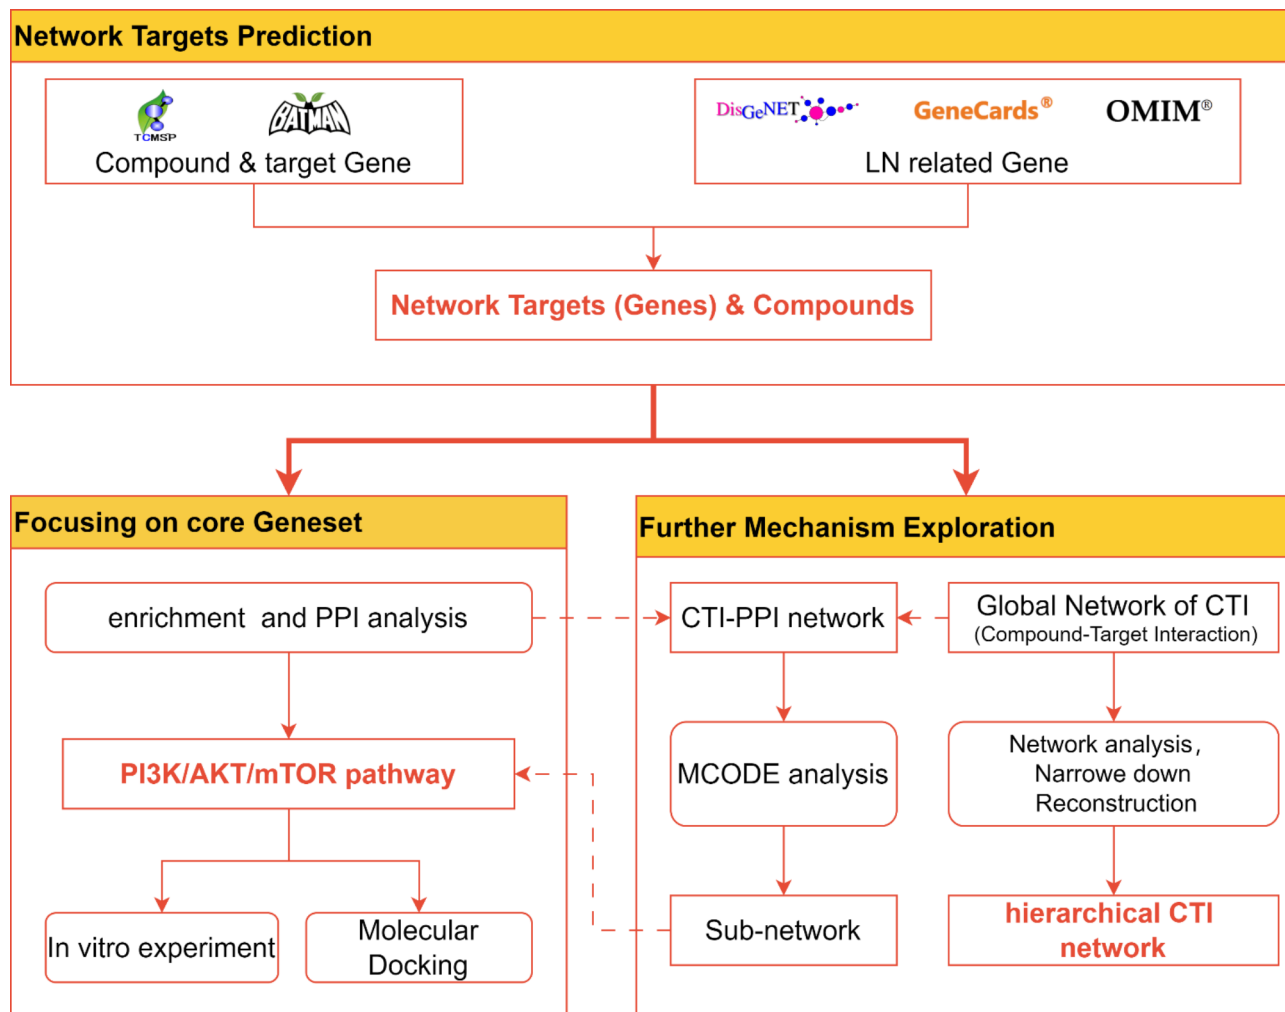 Network Targets Prediction
TCMSP
BATMAN
Compound & target Gene
DisGeNET
GeneCards®
OMIM®
LN related Gene
Network Targets (Genes) & Compounds
Focusing on core Geneset
enrichment and PPI analysis
PI3K/AKT/mTOR pathway
In vitro experiment
Molecular
Docking
Further Mechanism Exploration
CTI-PPI network
MCODE analysis
Sub-network
Global Network of CTI
(Compound-Target Interaction)
Network analysis,
Narrowe down
Reconstruction
hierarchical CTI
network